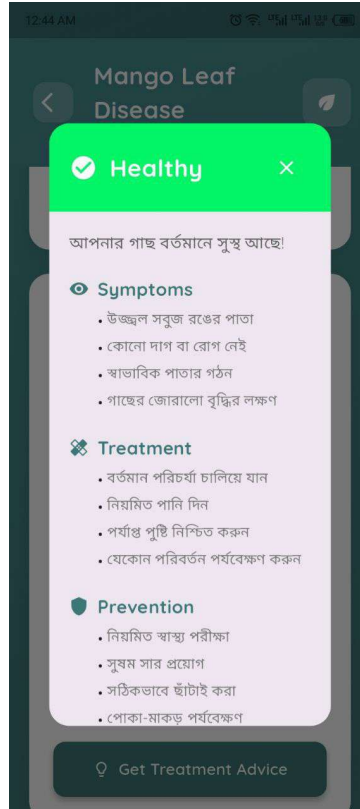 12:44 AM
Mango Leaf
Disease
Healthy
আপনার গাছ বর্তমানে সুস্থ আছে!
Symptoms
• উজ্জ্বল সবুজ রঙের পাতা
• কোনো দাগ বা রোগ নেই
• স্বাভাবিক পাতার গঠন
• গাছের জোরালো বৃদ্ধির লক্ষণ
Treatment
• বর্তমান পরিচর্যা চালিয়ে যান
• নিয়মিত পানি দিন
• পর্যাপ্ত পুষ্টি নিশ্চিত করুন
• যেকোন পরিবর্তন পর্যবেক্ষণ করুন
Prevention
• নিয়মিত স্বাস্থ্য পরীক্ষা
• সুষম সার প্রয়োগ
• সঠিকভাবে ছাঁটাই করা
• পোকা-মাকড় পর্যবেক্ষণ
Get Treatment Advice